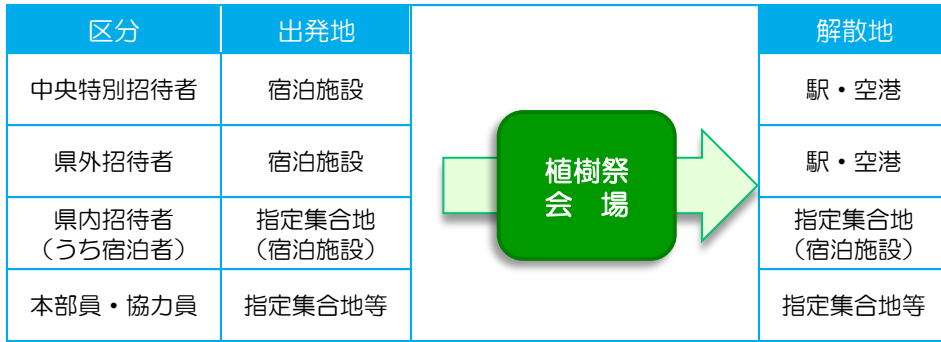 区分 出発地 解散地
中央特別招待者 宿泊施設 駅・空港
県外招待者 宿泊施設 駅・空港
植樹祭
会 場
県内招待者 指定集合地 指定集合地
（うち宿泊者） （宿泊施設） （宿泊施設）
本部員・協力員 指定集合地等 指定集合地等